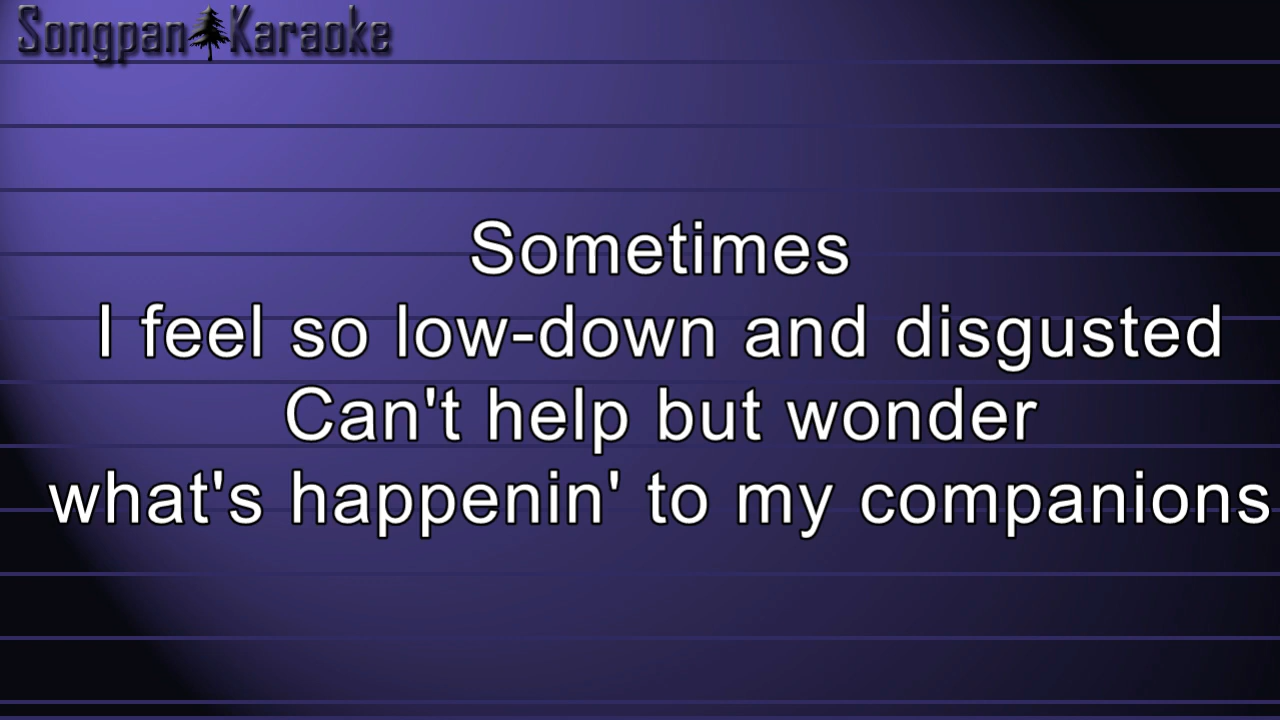 Songpan Karaoke
Sometimes
I feel so low-down and disgusted
Can't help but wonder
what's happenin' to my companions